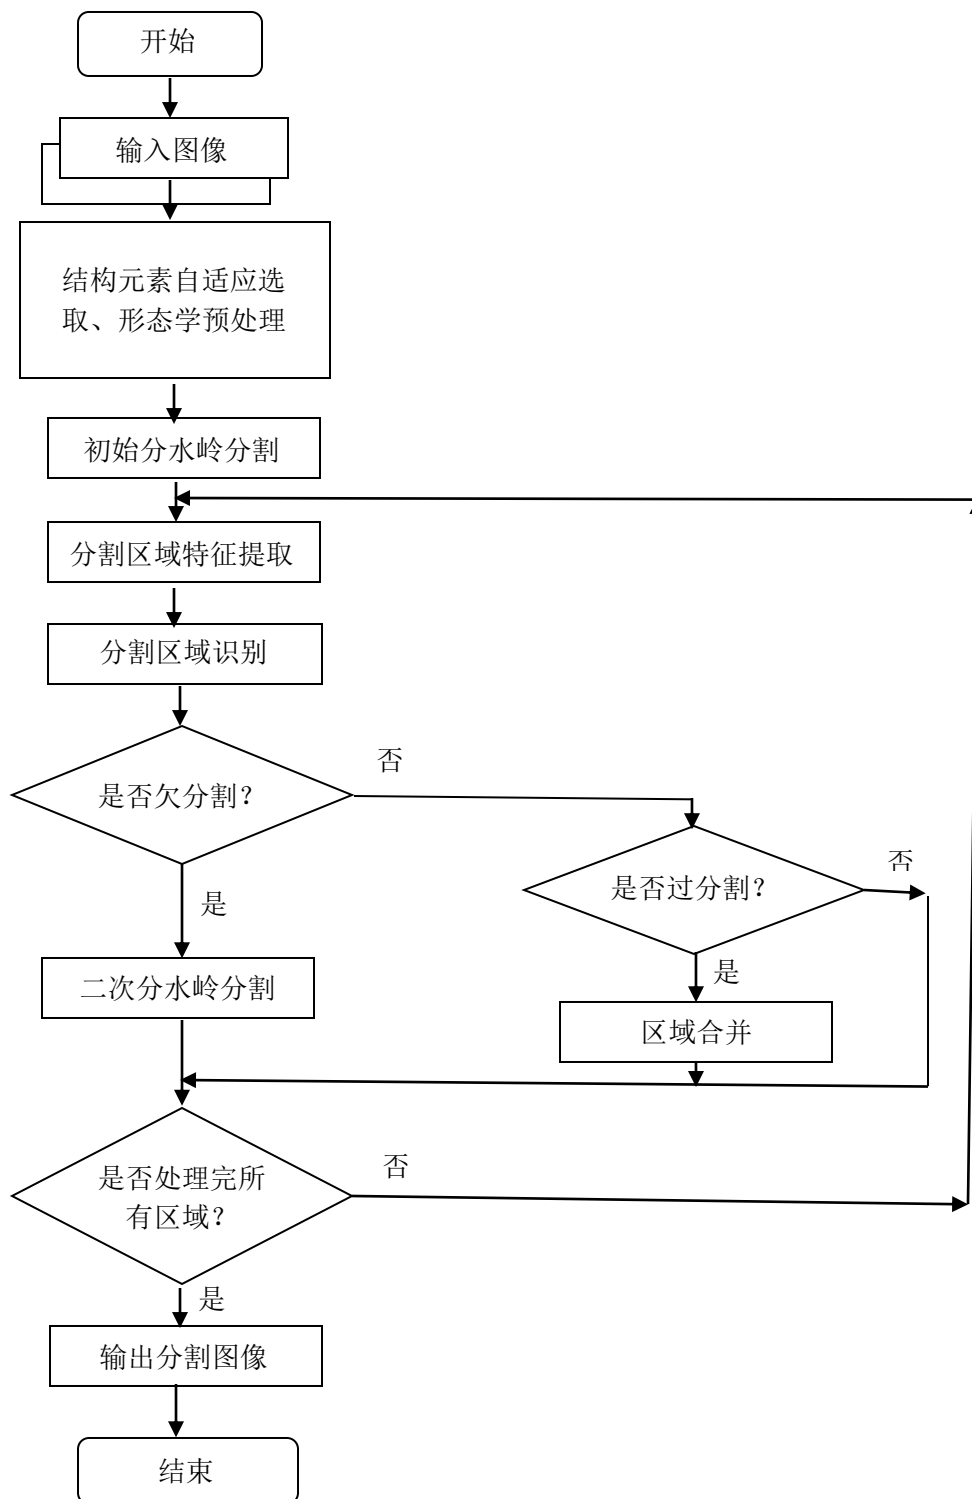 开始
输入图像
结构元素自适应选
取、形态学预处理
初始分水岭分割
分割区域特征提取
分割区域识别
否
是否欠分割？
否
是否过分割？
是
是
二次分水岭分割
区域合并
否
是否处理完所
有区域？
是
输出分割图像
结束